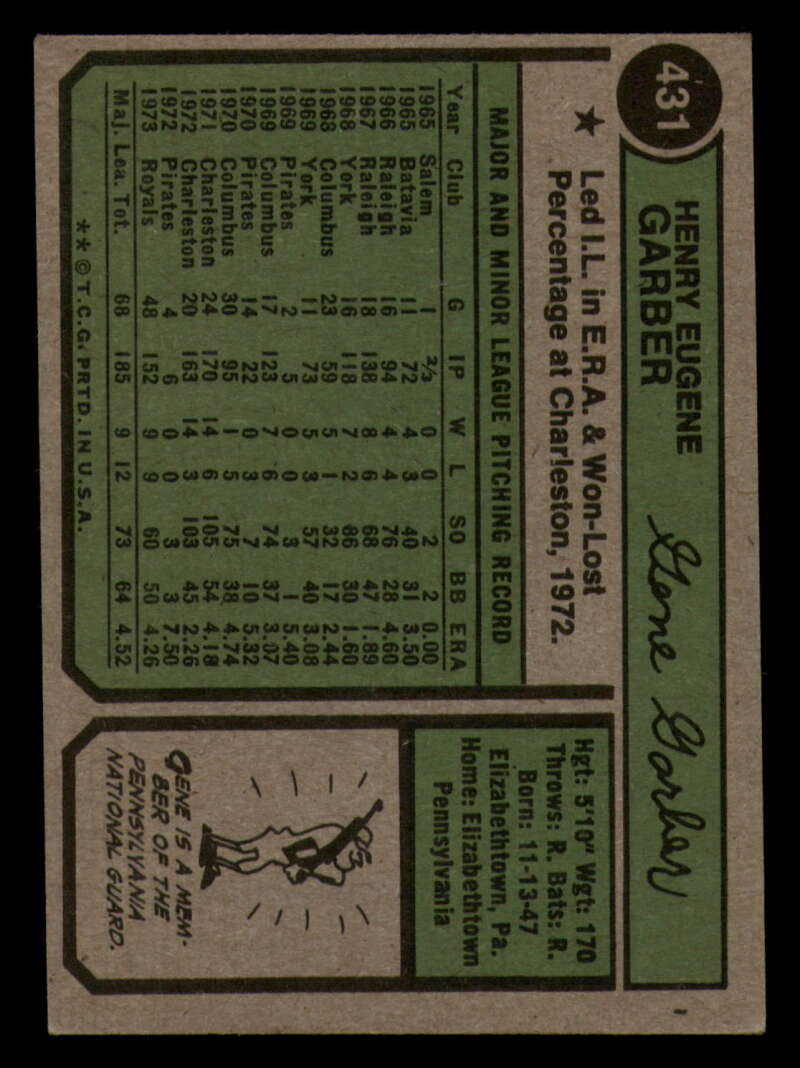 431
HENRY EUGENE
GARBER
Gene Garber
★ Led I.L. in E.R.A. & Won-Lost
Percentage at Charleston, 1972.
MAJOR AND MINOR LEAGUE PITCHING RECORD
Year Club G IP W L SO BB ERA
1965 Salem 1 2/3 0 0 2 2 0.00
1965 Batavia 11 72 4 3 40 31 3.50
1966 Raleigh 16 94 4 4 76 28 4.60
1967 Raleigh 18 138 8 6 68 47 1.89
1968 York 16 118 7 2 86 30 1.60
1968 Columbus 23 59 5 1 32 17 2.44
1969 York 11 73 5 3 57 40 3.08
1969 Pirates 2 5 0 0 3 1 5.40
1969 Columbus 17 123 7 6 74 37 3.07
1970 Pirates 14 22 0 3 7 10 5.32
1970 Columbus 30 95 1 5 75 38 4.74
1971 Charleston 24 170 14 6 105 54 4.18
1972 Charleston 20 163 14 3 103 45 2.26
1972 Pirates 4 6 0 0 3 3 7.50
1973 Royals 48 152 9 9 60 50 4.26
Maj. Lea. Tot. 68 185 9 12 73 64 4.52
**©T.C.G. PRTD. IN U.S.A.
Hgt: 5'10" Wgt: 170
Throws: R. Bats: R.
Born: 11-13-47
Elizabethtown, Pa.
Home: Elizabethtown
Pennsylvania
GENE IS A MEM-
BER OF THE
PENNSYLVANIA
NATIONAL GUARD.